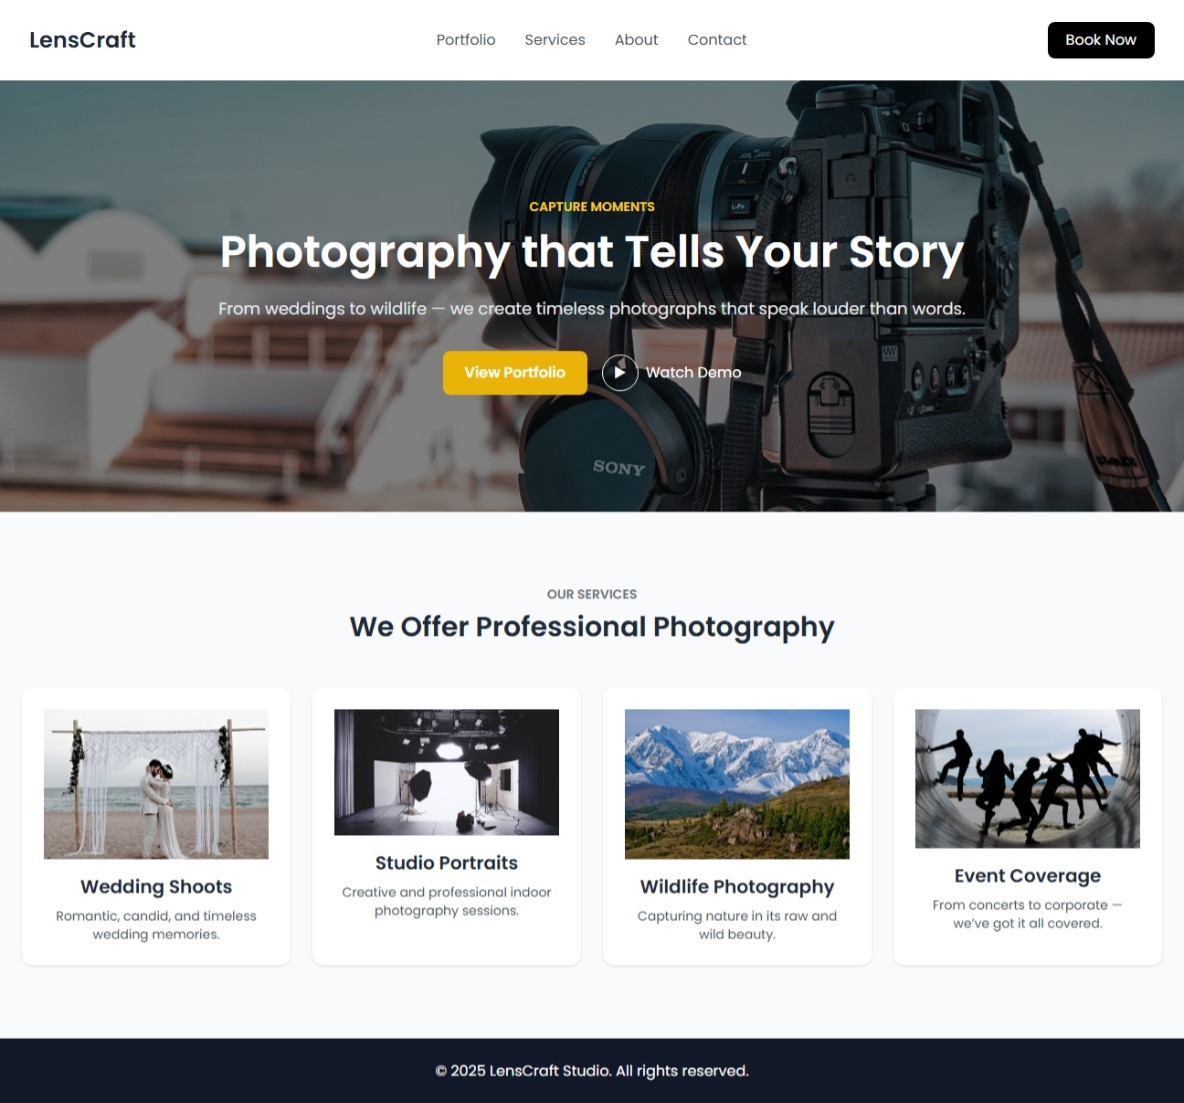 LensCraft
Portfolio Services About Contact
Book Now
CAPTURE MOMENTS
Photography that Tells Your Story
From weddings to wildlife — we create timeless photographs that speak louder than words.
View Portfolio
Watch Demo
SONY
OUR SERVICES
We Offer Professional Photography
Wedding Shoots
Romantic, candid, and timeless
wedding memories.
Studio Portraits
Creative and professional indoor
photography sessions.
Wildlife Photography
Capturing nature in its raw and
wild beauty.
Event Coverage
From concerts to corporate —
we’ve got it all covered.
© 2025 LensCraft Studio. All rights reserved.